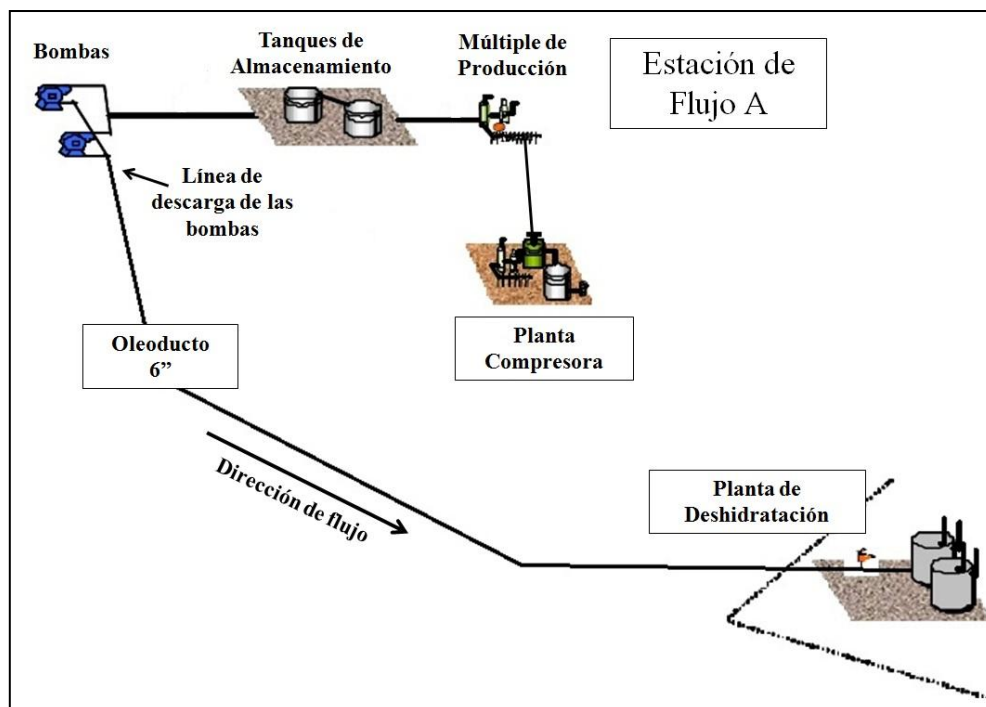 Bombas
Tanques de
Almacenamiento
Múltiple de
Producción
Estación de
Flujo A
Línea de
descarga de las
bombas
Oleoducto
6”
Planta
Compresora
Dirección de flujo
Planta de
Deshidratación